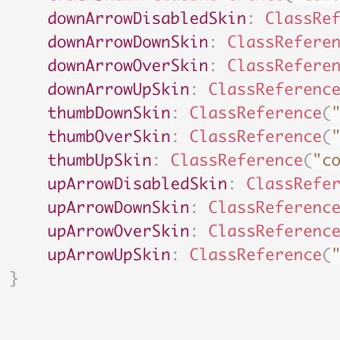 downArrowDisabledSkin: ClassRef
downArrowDownSkin: ClassReferen
downArrowOverSkin: ClassReferen
downArrowUpSkin: ClassReference
thumbDownSkin: ClassReference("
thumbOverSkin: ClassReference("
thumbUpSkin: ClassReference("co
upArrowDisabledSkin: ClassRefer
upArrowDownSkin: ClassReference
upArrowOverSkin: ClassReference
upArrowUpSkin: ClassReference("
}